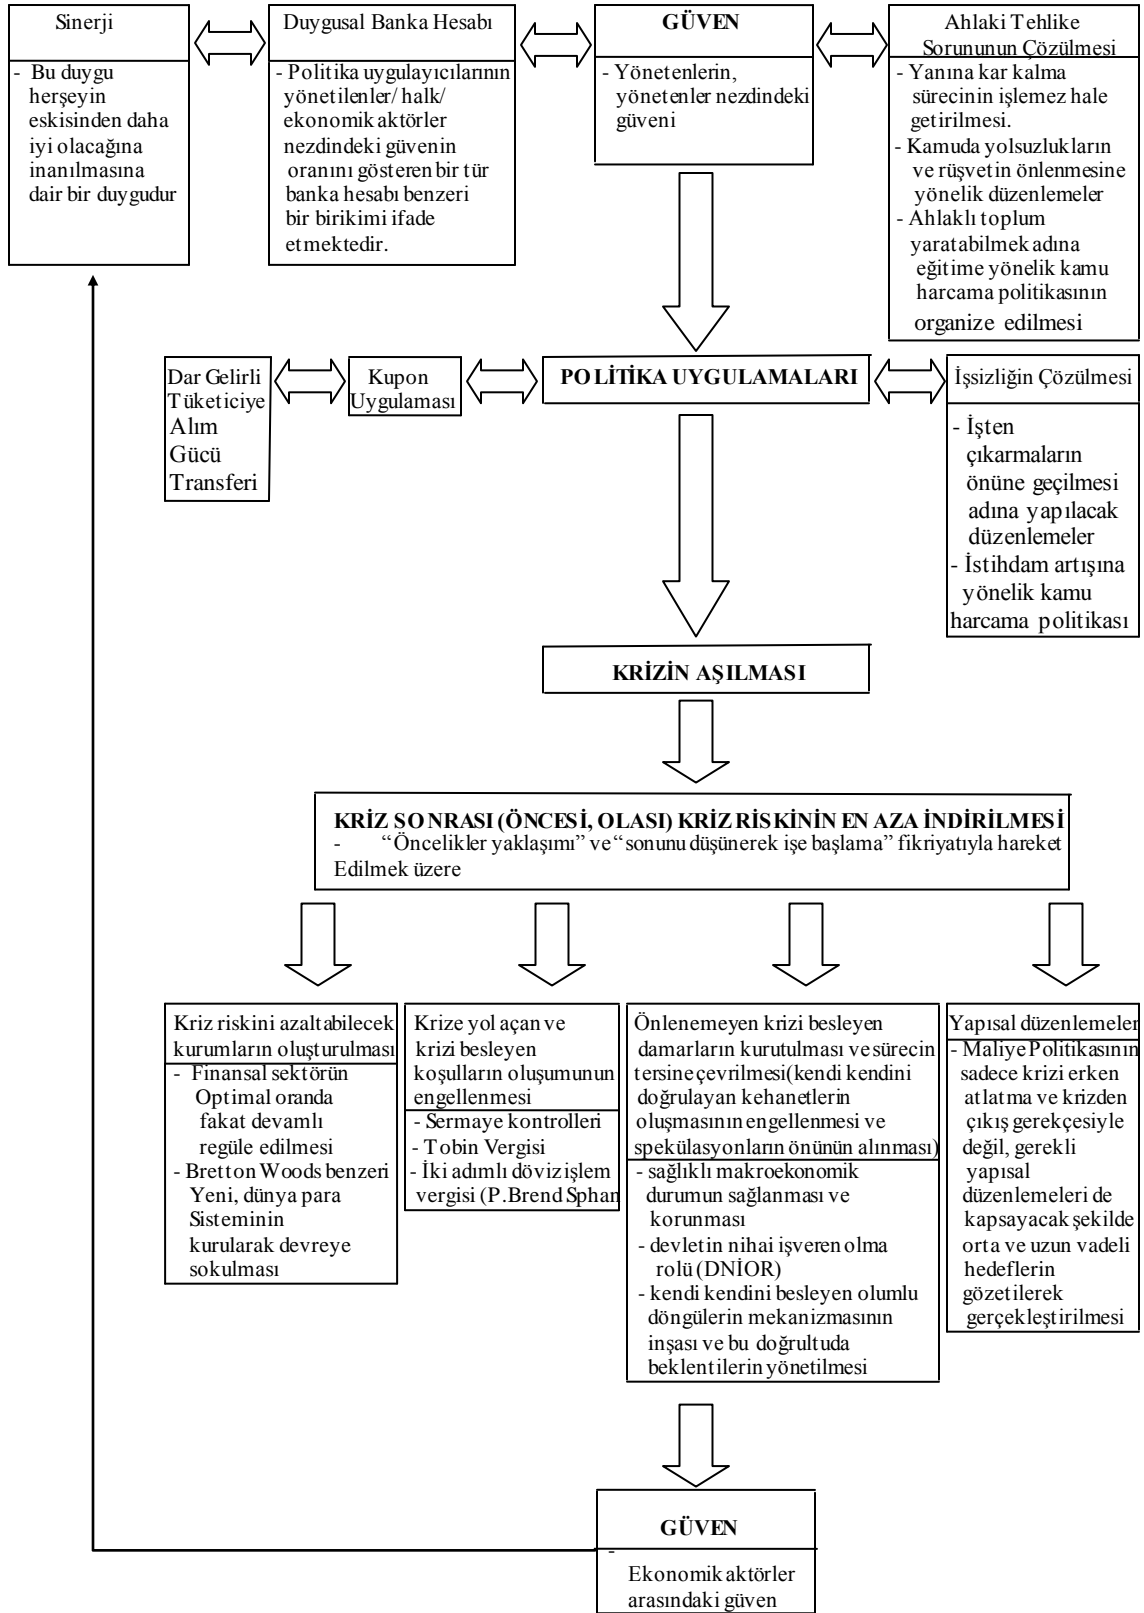 Sinerji
- Bu duygu
herşeyin
eskisinden daha
iyi olacağına
inanılmasına
dair bir duygudur
Duygusal Banka Hesabı
- Politika uygulayıcılarının
yönetilenler/ halk/
ekonomik aktörler
nezdindeki güvenin
oranını gösteren bir tür
banka hesabı benzeri
bir birikimi ifade
etmektedir.
GÜVEN
- Yönetenlerin,
yönetenler nezdindeki
güveni
Ahlaki Tehlike
Sorununun Çözülmesi
- Yanına kar kalma
sürecinin işlemez hale
getirilmesi.
- Kamuda yolsuzlukların
ve rüşvetin önlenmesine
yönelik düzenlemeler
- Ahlaklı toplum
yaratabilmek adına
eğitime yönelik kamu
harcama politikasının
organize edilmesi
Dar Gelirli
Tüketiciye
Alım
Gücü
Transferi
Kupon
Uygulaması
POLİTİKA UYGULAMALARI
İşsizliğin Çözülmesi
- İşten
çıkarmaların
önüne geçilmesi
adına yapılacak
düzenlemeler
- İstihdam artışına
yönelik kamu
harcama politikası
KRİZİN AŞILMASI
KRİZ SONRASI (ÖNCESİ, OLASI) KRİZ RİSKİNİN EN AZA İNDİRİLMESİ
- “Öncelikler yaklaşımı” ve “sonunu düşünerek işe başlama” fikriyatıyla hareket
Edilmek üzere
Kriz riskini azaltabilecek
kurumların oluşturulması
- Finansal sektörün
Optimal oranda
fakat devamlı
regüle edilmesi
- Bretton Woods benzeri
Yeni, dünya para
Sisteminin
kurularak devreye
sokulması
Krize yol açan ve
krizi besleyen
koşulların oluşumunun
engellenmesi
- Sermaye kontrolleri
- Tobin Vergisi
- İki adımlı döviz işlem
vergisi (P.Brend Sphan
Önlenemeyen krizi besleyen
damarların kurutulması ve sürecin
tersine çevrilmesi(kendi kendini
doğrulayan kehanetlerin
oluşmasının engellenmesi ve
spekülasyonların önünün alınması)
- sağlıklı makroekonomik
durumun sağlanması ve
korunması
- devletin nihai işveren olma
rolü (DNİOR)
- kendi kendini besleyen olumlu
döngülerin mekanizmasının
inşası ve bu doğrultuda
beklentilerin yönetilmesi
Yapısal düzenlemeler
- Maliye Politikasının
sadece krizi erken
atlatma ve krizden
çıkış gerekçesiyle
değil, gerekli
yapısal
düzenlemeleri de
kapsayacak şekilde
orta ve uzun vadeli
hedeflerin
gözetilerek
gerçekleştirilmesi
GÜVEN
-
Ekonomik aktörler
arasındaki güven